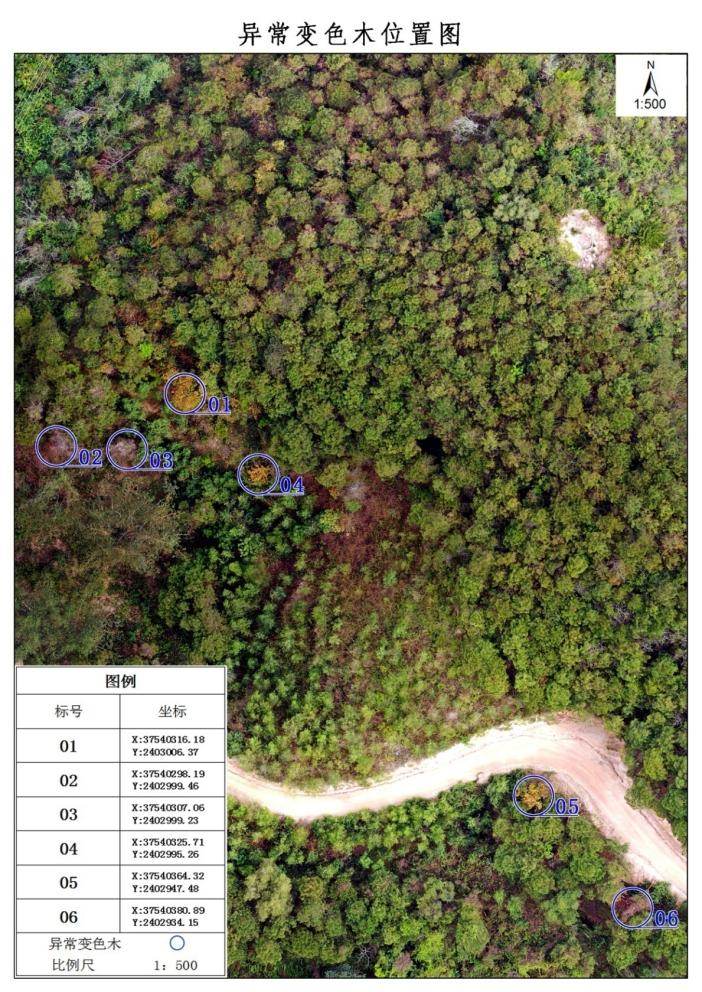 异常变色木位置图
N
1:500
01
02
03
04
05
06
图例
标号 坐标
01 X:37540316.18
Y:2403006.37
02 X:37540298.19
Y:2402999.46
03 X:37540307.06
Y:2402999.23
04 X:37540325.71
Y:2402995.26
05 X:37540364.32
Y:2402947.48
06 X:37540380.89
Y:2402934.15
异常变色木
比例尺 1: 500